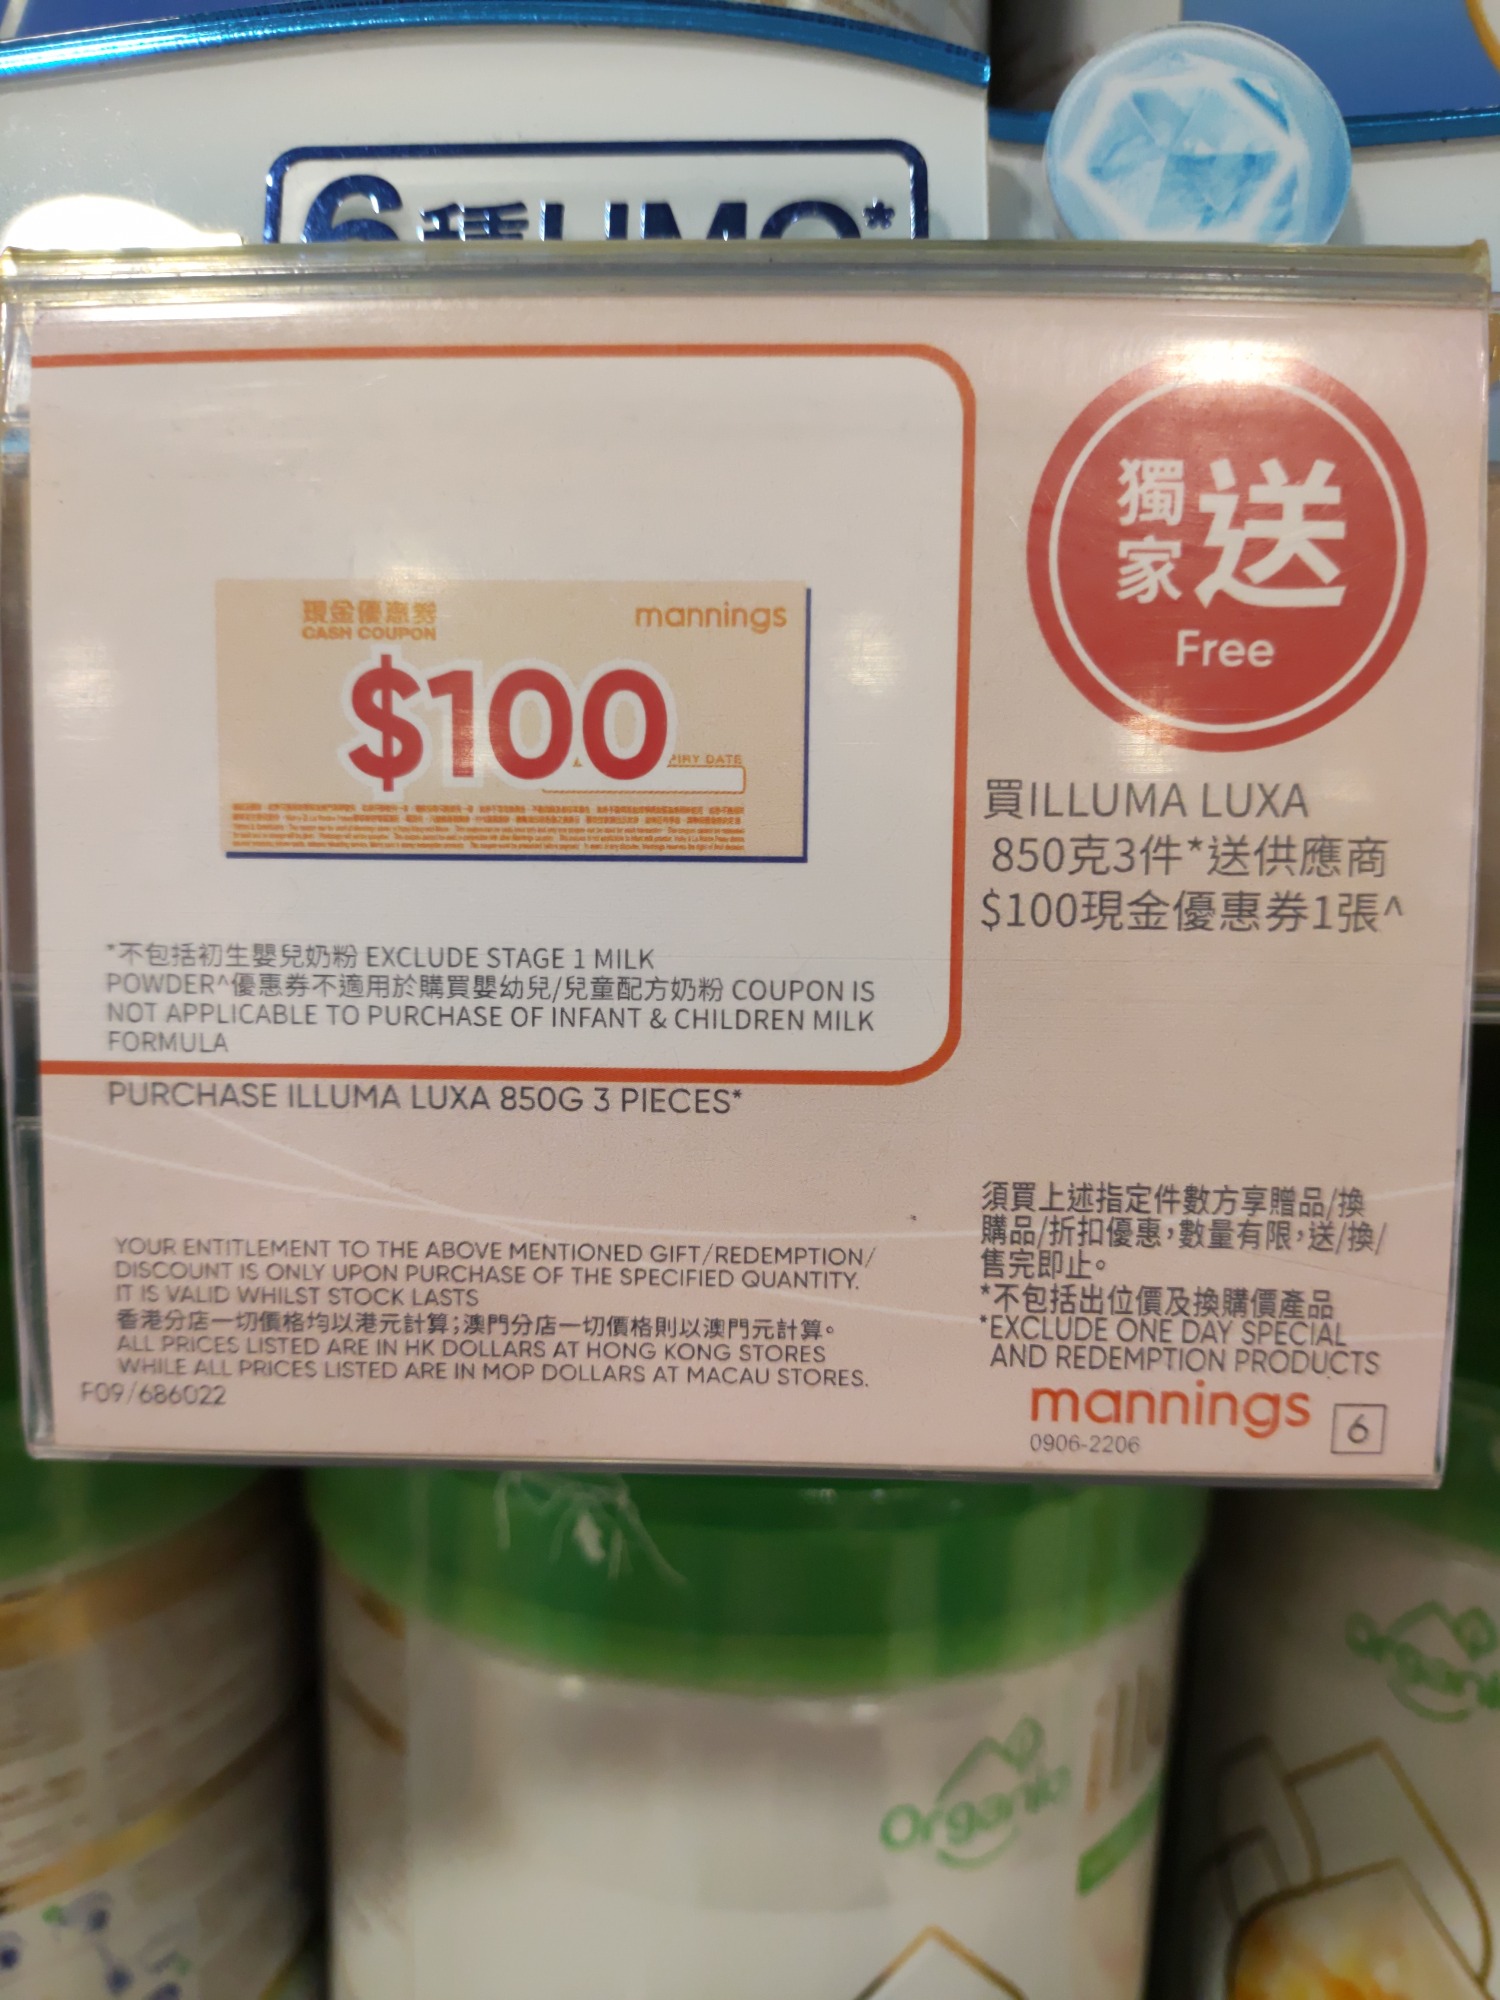 6種HMO*
現金優惠券
CASH COUPON
mannings
$100
PIRY DATE
獨家送
Free
買ILLUMA LUXA
850克3件*送供應商
$100現金優惠券1張^
*不包括初生嬰兒奶粉 EXCLUDE STAGE 1 MILK
POWDER^優惠券不適用於購買嬰幼兒/兒童配方奶粉 COUPON IS
NOT APPLICABLE TO PURCHASE OF INFANT & CHILDREN MILK
FORMULA
PURCHASE ILLUMA LUXA 850G 3 PIECES*
YOUR ENTITLEMENT TO THE ABOVE MENTIONED GIFT/REDEMPTION/
DISCOUNT IS ONLY UPON PURCHASE OF THE SPECIFIED QUANTITY.
IT IS VALID WHILST STOCK LASTS
香港分店一切價格均以港元計算;澳門分店一切價格則以澳門元計算。
ALL PRICES LISTED ARE IN HK DOLLARS AT HONG KONG STORES
WHILE ALL PRICES LISTED ARE IN MOP DOLLARS AT MACAU STORES.
F09/686022
須買上述指定件數方享贈品/換
購品/折扣優惠,數量有限,送/換/
售完即止。
*不包括出位價及換購價產品
*EXCLUDE ONE DAY SPECIAL
AND REDEMPTION PRODUCTS
mannings
6
0906-2206
Organic
Organic